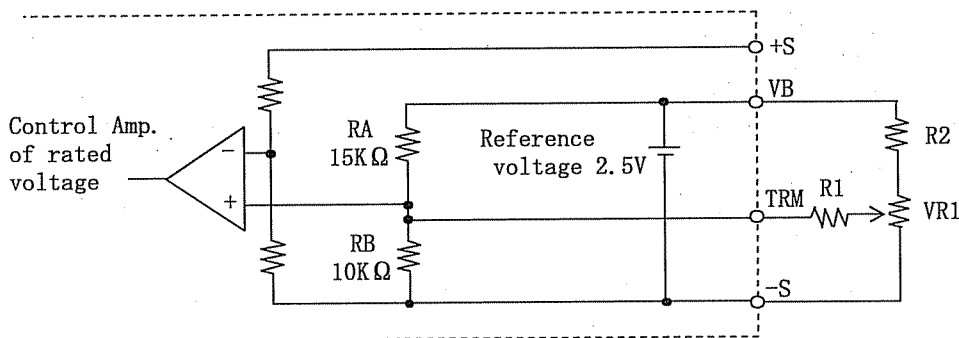 +S
VB
Control Amp.
of rated
voltage
RA
15KΩ
Reference
voltage 2.5V
R2
−
+
TRM
R1
VR1
RB
10KΩ
-S